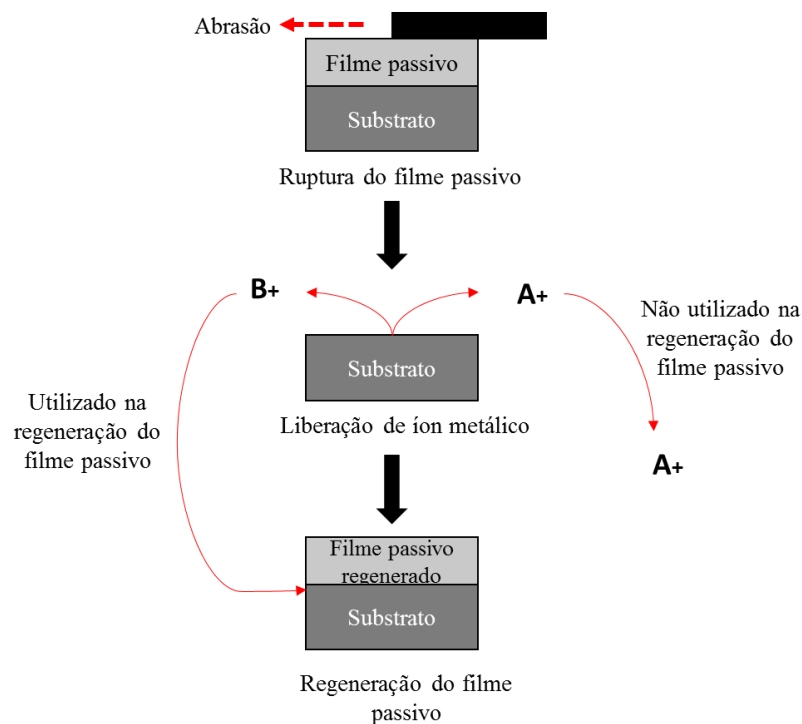 Abrasão
Filme passivo
Substrato
Ruptura do filme passivo
B+
A+
Não utilizado na
regeneração do
filme passivo
Substrato
Liberação de íon metálico
Utilizado na
regeneração do
filme passivo
A+
Filme passivo
regenerado
Substrato
Regeneração do filme
passivo